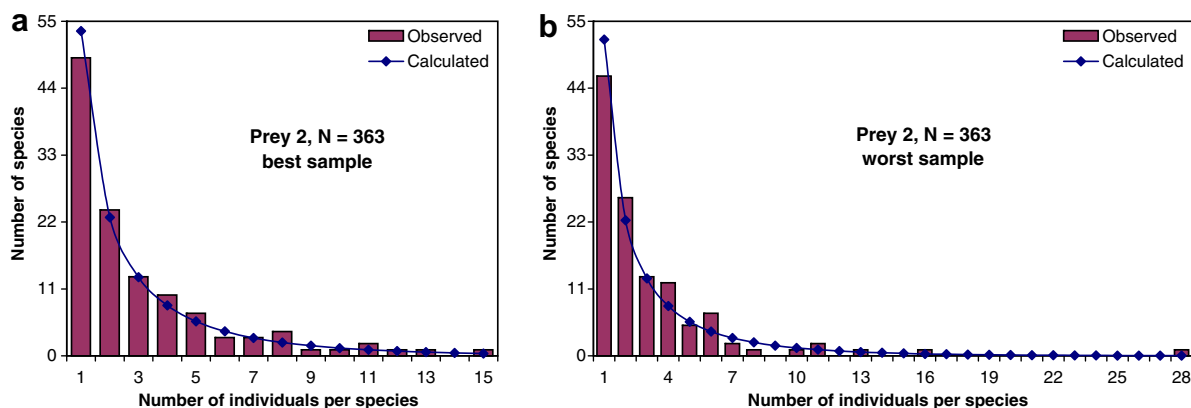 a
55
44
33
22
11
0
Number of species
Observed
Calculated
Prey 2, N = 363
best sample
1 3 5 7 9 11 13 15
Number of individuals per species
b
55
44
33
22
11
0
Number of species
Observed
Calculated
Prey 2, N = 363
worst sample
1 4 7 10 13 16 19 22 25 28
Number of individuals per species